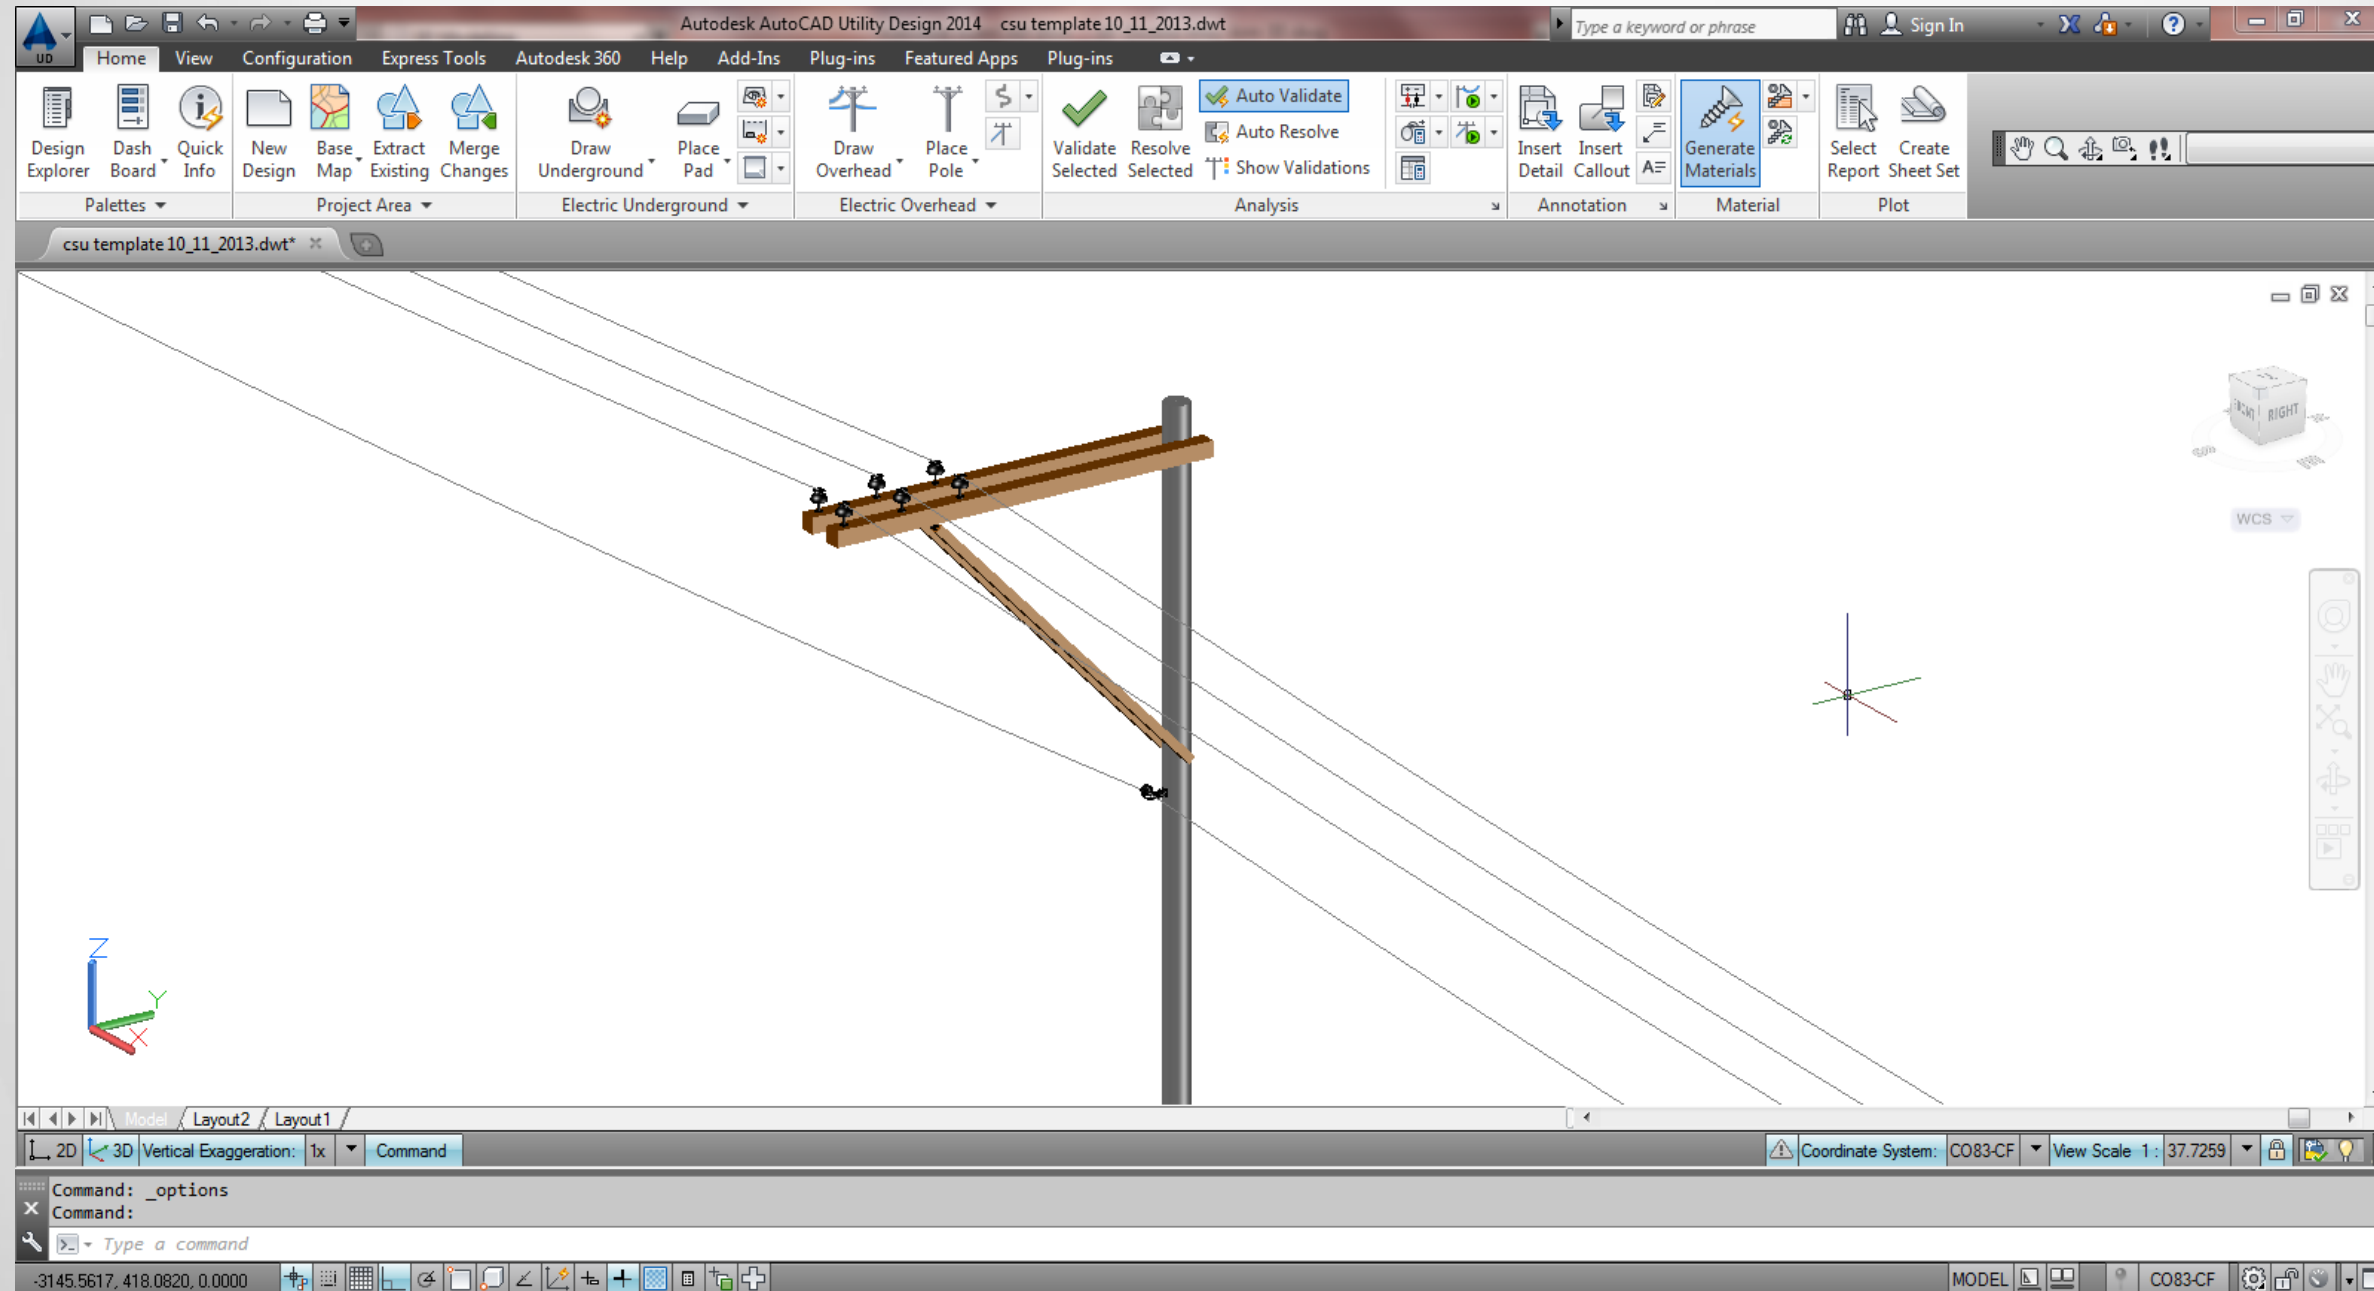 Autodesk AutoCAD Utility Design 2014 csu template 10_11_2013.dwt
Type a keyword or phrase
Sign In
UD
Home View Configuration Express Tools Autodesk 360 Help Add-Ins Plug-ins Featured Apps Plug-ins
Design Explorer
Dash Board
Quick Info
New Design
Base Map
Extract Existing
Merge Changes
Draw Underground
Place Pad
Draw Overhead
Place Pole
Validate Selected
Resolve Selected
Auto Validate
Auto Resolve
Show Validations
Insert Detail
Insert Callout
Generate Materials
Select Report
Create Sheet Set
Palettes
Project Area
Electric Underground
Electric Overhead
Analysis
Annotation
Material
Plot
csu template 10_11_2013.dwt*
RIGHT
WCS
Z
Y
X
Model Layout2 Layout1
2D 3D Vertical Exaggeration: 1x Command
Coordinate System: CO83-CF View Scale 1 : 37.7259
Command: _options
Command:
Type a command
-3145.5617, 418.0820, 0.0000
MODEL
CO83-CF